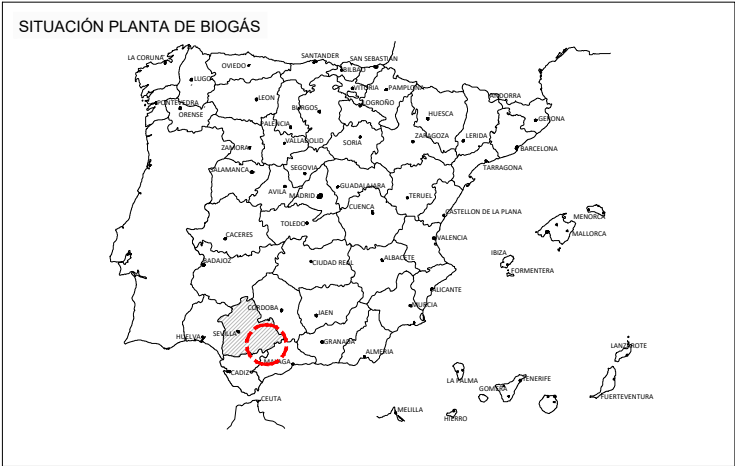 SITUACIÓN PLANTA DE BIOGÁS
LA CORUÑA
OVIEDO
SANTANDER
SAN SEBASTIAN
BILBAO
LUGO
VITORIA
PAMPLONA
ANDORRA
LEON
BURGOS
LOGROÑO
PONTEVEDRA
ORENSE
HUESCA
GERONA
PALENCIA
ZAMORA
VALLADOLID
SORIA
ZARAGOZA
LERIDA
BARCELONA
SALAMANCA
SEGOVIA
TARRAGONA
AVILA
MADRID
GUADALAJARA
TERUEL
CUENCA
CASTELLON DE LA PLANA
MENORCA
TOLEDO
MALLORCA
CACERES
VALENCIA
IBIZA
BADAJOZ
CIUDAD REAL
ALBACETE
FORMENTERA
ALICANTE
CORDOBA
MURCIA
JAEN
SEVILLA
HUELVA
GRANADA
LANZAROTE
ALMERIA
MALAGA
CADIZ
LA PALMA
TENERIFE
GOMERA
FUERTEVENTURA
CEUTA
MELILLA
HIERRO